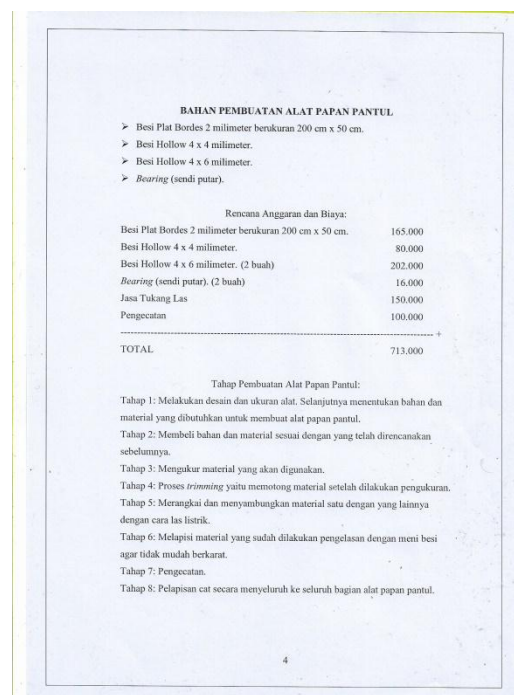 BAHAN PEMBUATAN ALAT PAPAN PANTUL
➢ Besi Plat Bordes 2 milimeter berukuran 200 cm x 50 cm.
➢ Besi Hollow 4 x 4 milimeter.
➢ Besi Hollow 4 x 6 milimeter.
➢ Bearing (sendi putar).
Rencana Anggaran dan Biaya:
Besi Plat Bordes 2 milimeter berukuran 200 cm x 50 cm. 165.000
Besi Hollow 4 x 4 milimeter. 80.000
Besi Hollow 4 x 6 milimeter. (2 buah) 202.000
Bearing (sendi putar). (2 buah) 16.000
Jasa Tukang Las 150.000
Pengecatan 100.000
------------------------------------------------------------------------------------ +
TOTAL 713.000
Tahap Pembuatan Alat Papan Pantul:
Tahap 1: Melakukan desain dan ukuran alat. Selanjutnya menentukan bahan dan
material yang dibutuhkan untuk membuat alat papan pantul.
Tahap 2: Membeli bahan dan material sesuai dengan yang telah direncanakan
sebelumnya.
Tahap 3: Mengukur material yang akan digunakan.
Tahap 4: Proses trimming yaitu memotong material setelah dilakukan pengukuran.
Tahap 5: Merangkai dan menyambungkan material satu dengan yang lainnya
dengan cara las listrik.
Tahap 6: Melapisi material yang sudah dilakukan pengelasan dengan meni besi
agar tidak mudah berkarat.
Tahap 7: Pengecatan.
Tahap 8: Pelapisan cat secara menyeluruh ke seluruh bagian alat papan pantul.
4